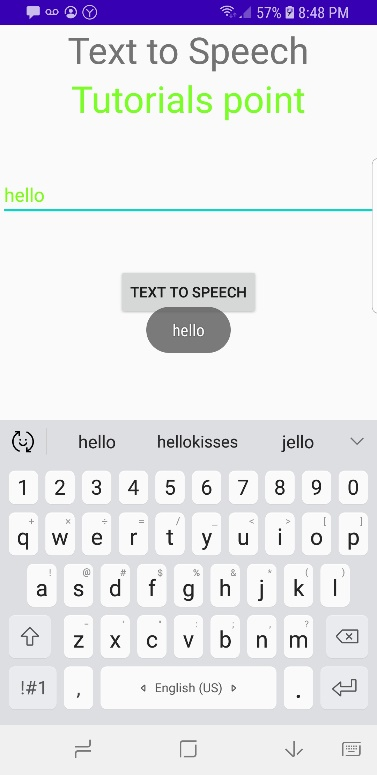 57% 8:48 PM
Text to Speech
Tutorials point
hello
TEXT TO SPEECH
hello
hello hellokisses jello
1 2 3 4 5 6 7 8 9 0
+ × ÷ = / _ < > [ ]
q w e r t y u i o p
! @ # $ % & * ( )
a s d f g h j k l
- ' " : ; , ?
z x c v b n m
!#1 , English (US) .